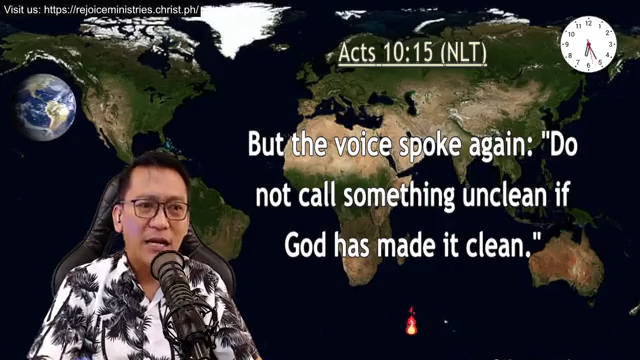 Visit us: https://rejoiceministries.christ.ph/
Acts 10:15 (NLT)
But the voice spoke again: "Do
not call something unclean if
God has made it clean."